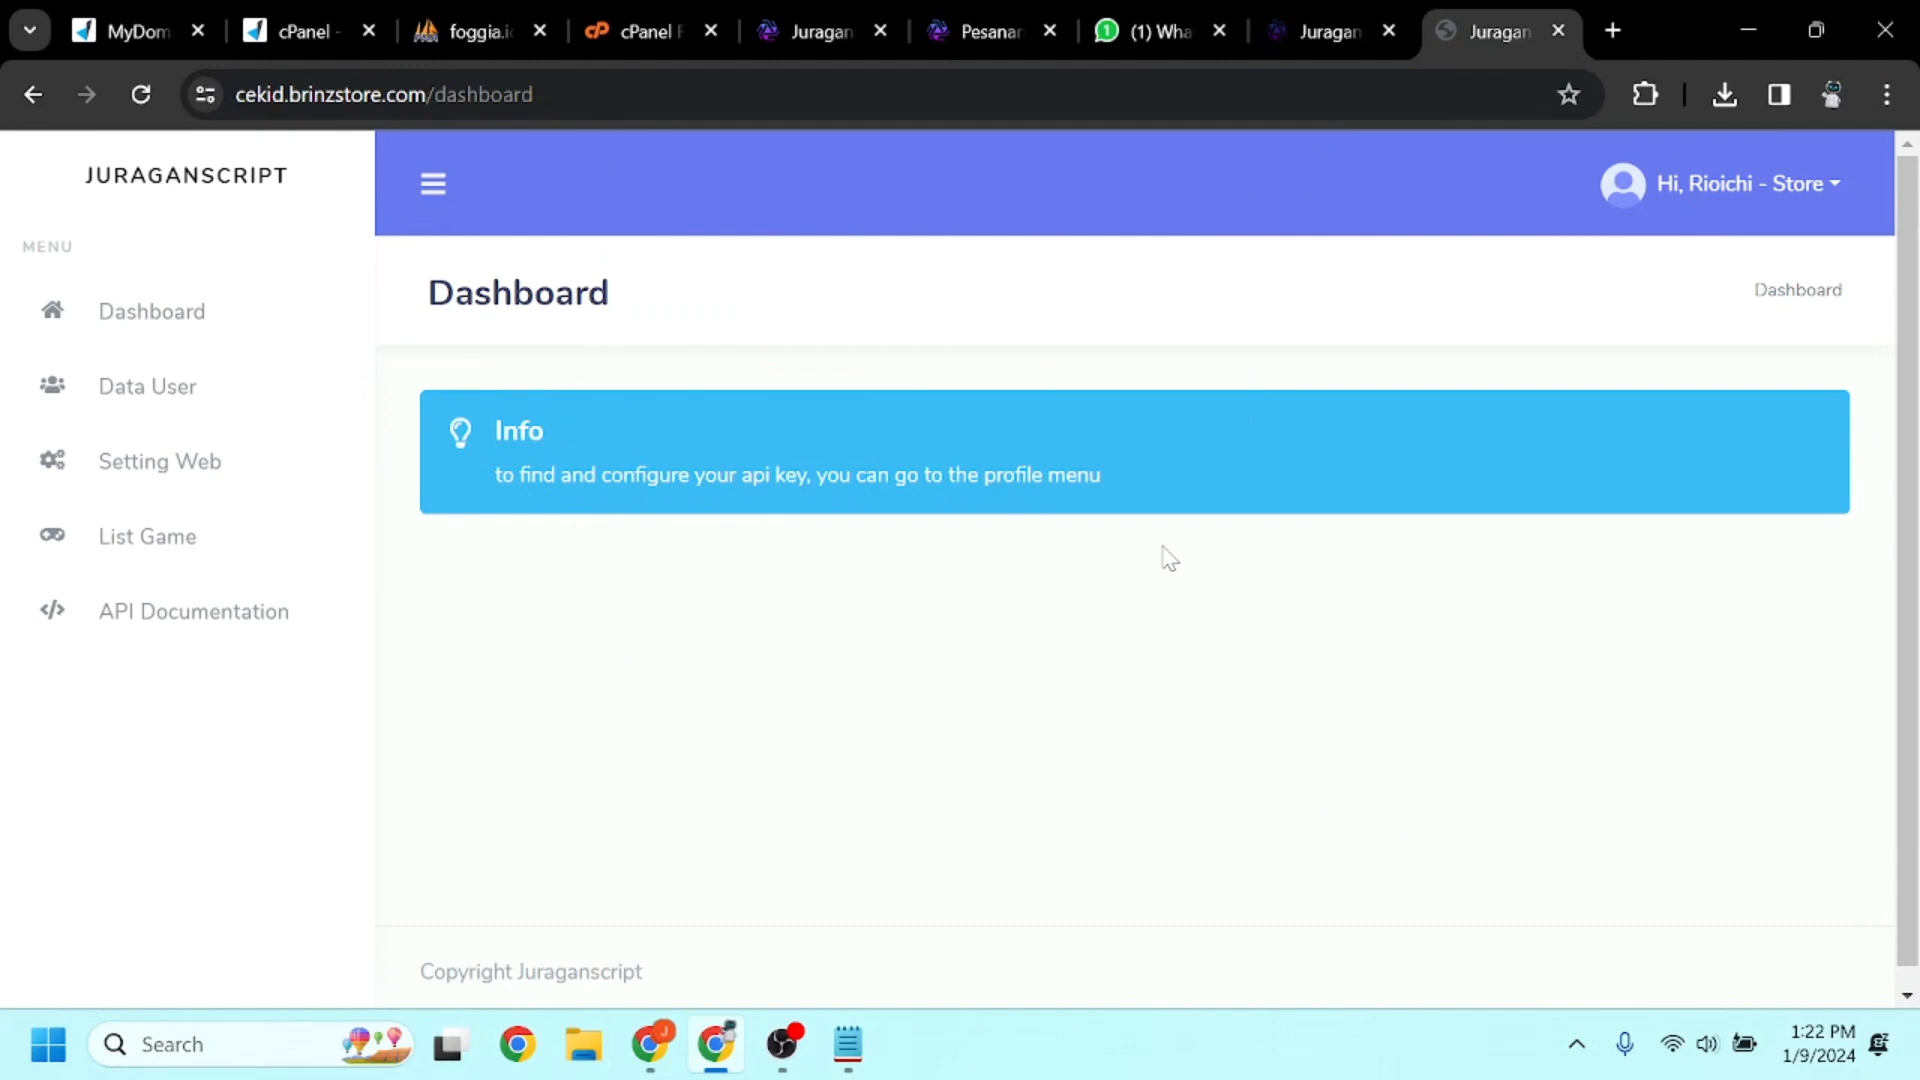 MyDom
cPanel -
foggia.i
cPanel F
Juragan
Pesanar
(1) Wha
Juragan
Juragan
cekid.brinzstore.com/dashboard
JURAGANSCRIPT
Hi, Rioichi - Store
MENU
Dashboard
Data User
Setting Web
List Game
API Documentation
Dashboard
Dashboard
Info
to find and configure your api key, you can go to the profile menu
Copyright Juraganscript
Search
1:22 PM
1/9/2024